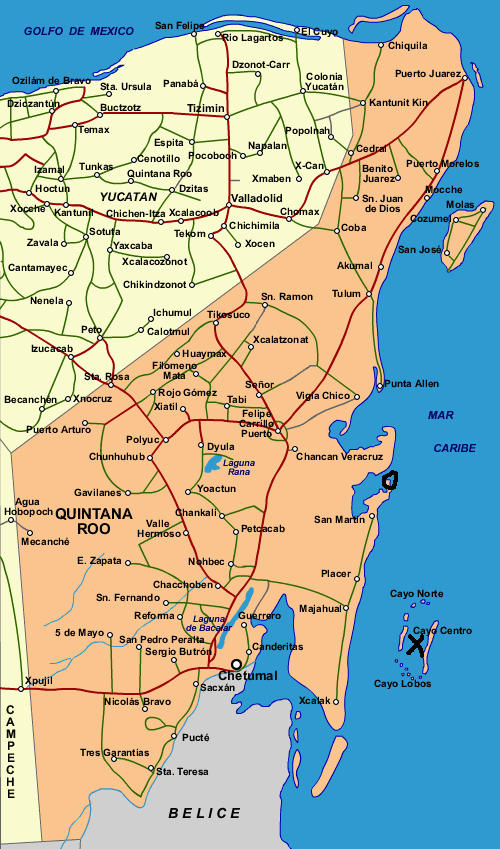 San Felipe
GOLFO DE MEXICO
Rio Lagartos
El Cuyo
Chiquila
Dzonot-Carr
Ozilám de Bravo
Sta. Ursula
Panabá
Colonia
Yucatán
Puerto Juarez
Dziczantún
Buctzotz
Tizimin
Kantunit Kin
Temax
Popolnah
Espita
Napalan
Cedral
Cenotillo
Pocobooh
X-Can
Izamal
Tunkas
Quintana Roo
Xmaben
Benito
Juarez
Puerto Morelos
Hoctun
Dzitas
Mocche
YUCATAN
Valladolid
Sn. Juan
de Dios
Molas
Xocehe
Kantunil
Chichen-Itza
Xcalacoob
Chomax
Cozumel
Sotuta
Tekom
Chichimila
Coba
Zavala
Yaxcaba
Xocen
San José
Cantamayec
Xcalacozonot
Akumal
Chikindzonot
Tulum
Nenela
Sn. Ramon
Ichumul
Tikosuco
Peto
Calotmul
Xcalatzonat
Izucacab
Huaymax
Filomeno
Mata
Sta. Rosa
Señor
Punta Allen
Becanchén
Xnocruz
Rojo Gómez
Tabi
Vigia Chico
Xiatil
Felipe
Carrillo
Puerto
MAR
Puerto Arturo
Polyuc
Dyula
CARIBE
Chunhuhub
Laguna
Rana
Chancan Veracruz
Gavilanes
Yoactun
Agua
Hobopoch
QUINTANA
ROO
Chankali
San Martin
Valle
Hermoso
Petcacab
Mecanché
E. Zapata
Nohbec
Placer
Chacchoben
Sn. Fernando
Cayo Norte
Reforma
Laguna
de Bacalar
Guerrero
Majahual
5 de Mayo
San Pedro Peralta
Cayo Centro
Sergio Butrón
Canderitas
Xpujil
Chetumal
Cayo Lobos
Sacxán
Nicolás Bravo
Xcalak
CAMPECHE
Pucté
Tres Garantias
Sta. Teresa
BELICE